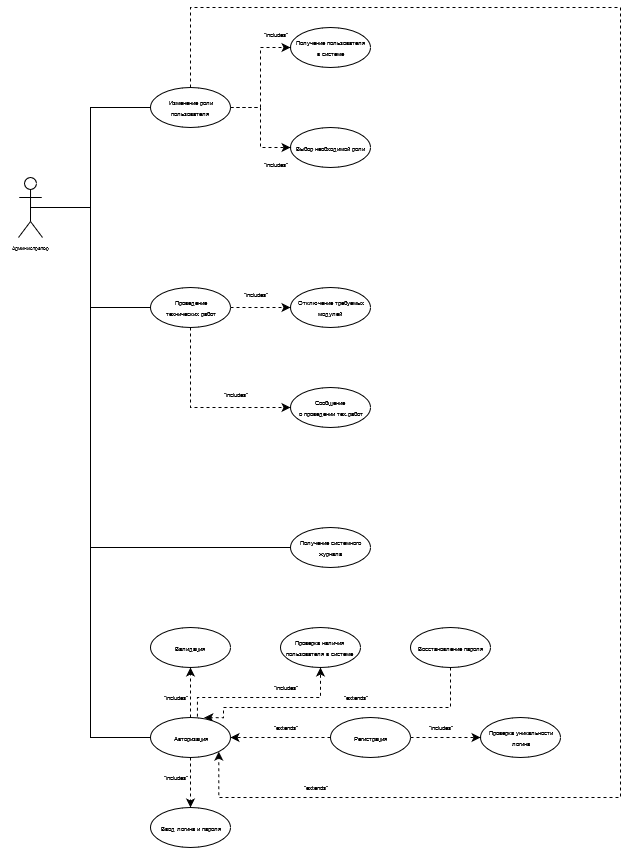 "includes"
Получение пользователя
в системе
Изменение роли
пользователя
Выбор необходимой роли
"includes"
Администратор
Проведение
технических работ
"includes"
Отключение требуемых
модулей
"includes"
Сообщение
о проведении тех.работ
Получение системного
журнала
Валидация
Проверка наличия
пользователя в системе
Восстановление пароля
"includes"
"includes"
"extends"
Авторизация
"extends"
Регистрация
"includes"
Проверка уникальности
логина
"includes"
"extends"
Ввод логина и пароля